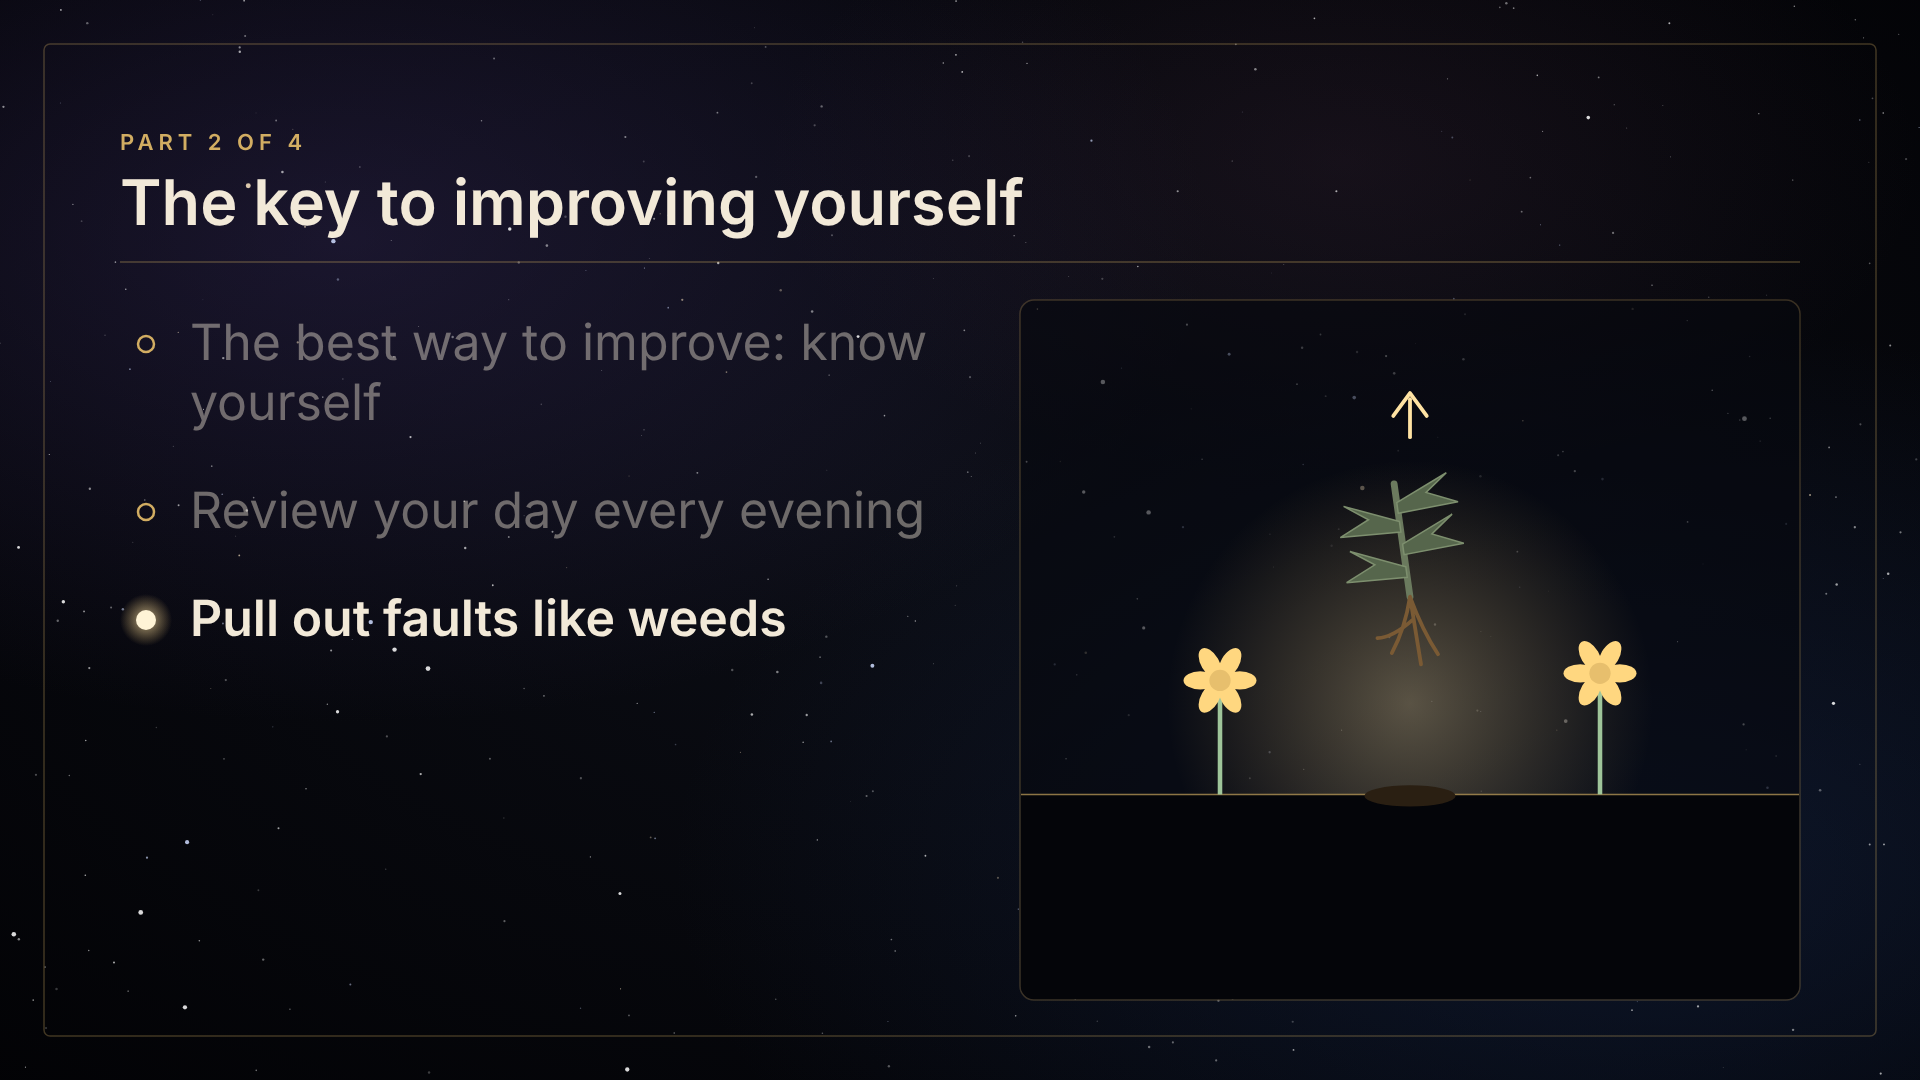 PART 2 OF 4
The key to improving yourself
The best way to improve: know
yourself
Review your day every evening
Pull out faults like weeds